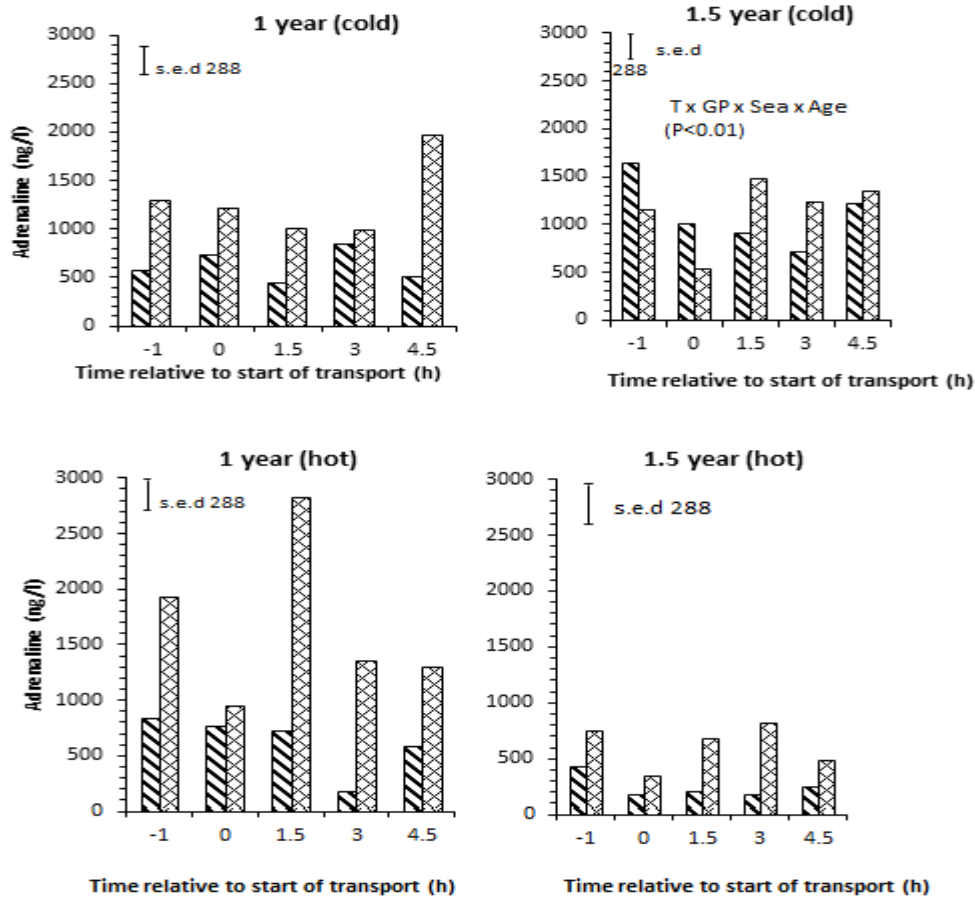 1 year (cold)
3000
2500
2000
1500
1000
500
0
s.e.d 288
Adrenaline (ng/l)
-1 0 1.5 3 4.5
Time relative to start of transport (h)
1.5 year (cold)
3000
2500
2000
1500
1000
500
0
s.e.d
288
T x GP x Sea x Age
(P<0.01)
-1 0 1.5 3 4.5
Time relative to start of transport (h)
1 year (hot)
3000
2500
2000
1500
1000
500
0
s.e.d 288
Adrenaline (ng/l)
-1 0 1.5 3 4.5
Time relative to start of transport (h)
1.5 year (hot)
3000
2500
2000
1500
1000
500
0
s.e.d 288
-1 0 1.5 3 4.5
Time relative to start of transport (h)